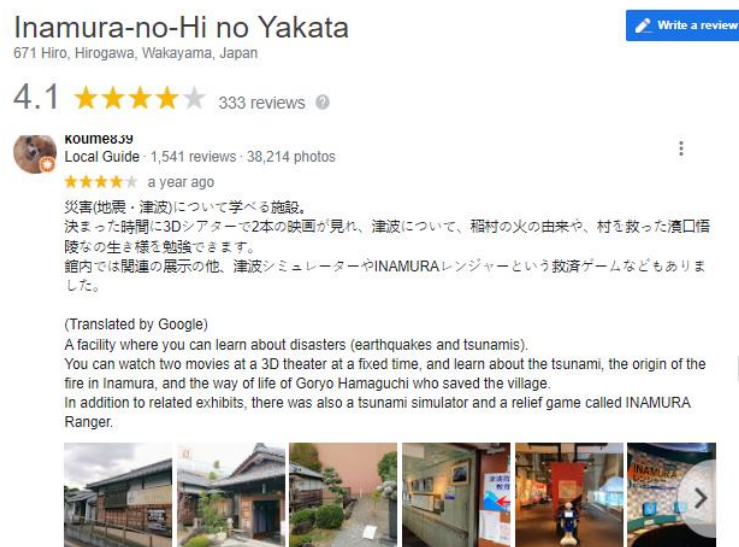 Inamura-no-Hi no Yakata
671 Hiro, Hirogawa, Wakayama, Japan
Write a review
4.1 333 reviews
koume839
Local Guide · 1,541 reviews · 38,214 photos
a year ago
災害(地震・津波)について学べる施設。
決まった時間に3Dシアターで2本の映画が見れ、津波について、稲村の火の由来や、村を救った濱口悟
陵なの生き様を勉強できます。
館内では関連の展示の他、津波シミュレーターやINAMURAレンジャーという救済ゲームなどもありま
した。
(Translated by Google)
A facility where you can learn about disasters (earthquakes and tsunamis).
You can watch two movies at a 3D theater at a fixed time, and learn about the tsunami, the origin of the
fire in Inamura, and the way of life of Goryo Hamaguchi who saved the village.
In addition to related exhibits, there was also a tsunami simulator and a relief game called INAMURA
Ranger.
INAMURA
レンジャー